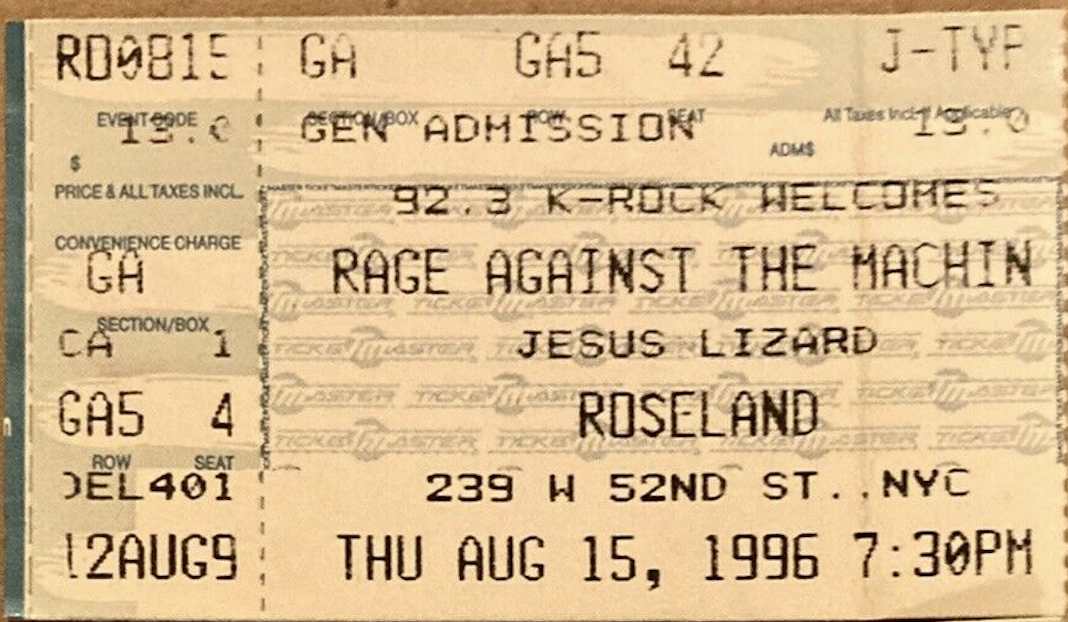 RD0815 GA GA5 42 J-TYP
EVENT CODE SECTION/BOX ROW SEAT All Taxes Incl. If Applicable
13.0 GEN ADMISSION 13.0
$ ADM$
PRICE & ALL TAXES INCL.
92.3 K-ROCK WELCOMES
CONVENIENCE CHARGE
GA RAGE AGAINST THE MACHIN
SECTION/BOX
CA 1 JESUS LIZARD
GA5 4 ROSELAND
ROW SEAT
DEL401 239 W 52ND ST..NYC
12AUG9 THU AUG 15, 1996 7:30PM